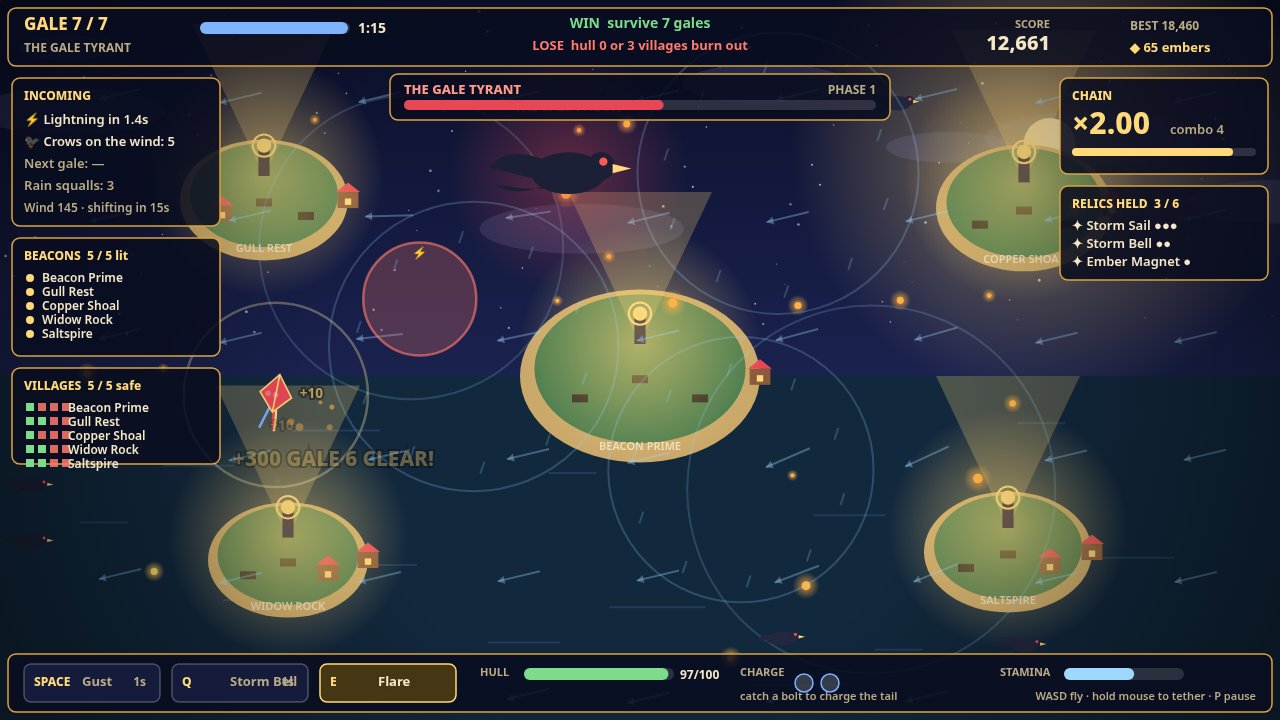 GALE 7 / 7
1:15
THE GALE TYRANT
WIN survive 7 gales
LOSE hull 0 or 3 villages burn out
SCORE
12,661
BEST 18,460
◆ 65 embers
INCOMING
⚡ Lightning in 1.4s
Crows on the wind: 5
Next gale: —
Rain squalls: 3
Wind 145 · shifting in 15s
THE GALE TYRANT
PHASE 1
CHAIN
×2.00 combo 4
RELICS HELD 3 / 6
✦ Storm Sail ●●●
✦ Storm Bell ●●
✦ Ember Magnet ●
BEACONS 5 / 5 lit
Beacon Prime
Gull Rest
Copper Shoal
Widow Rock
Saltspire
VILLAGES 5 / 5 safe
Beacon Prime
Gull Rest
Copper Shoal
Widow Rock
Saltspire
GULL REST
COPPER SHOA
BEACON PRIME
+10
+10
+300 GALE 6 CLEAR!
WIDOW ROCK
SALTSPIRE
SPACE Gust 1s
Q Storm Bell
E Flare
HULL
97/100
CHARGE
catch a bolt to charge the tail
STAMINA
WASD fly · hold mouse to tether · P pause